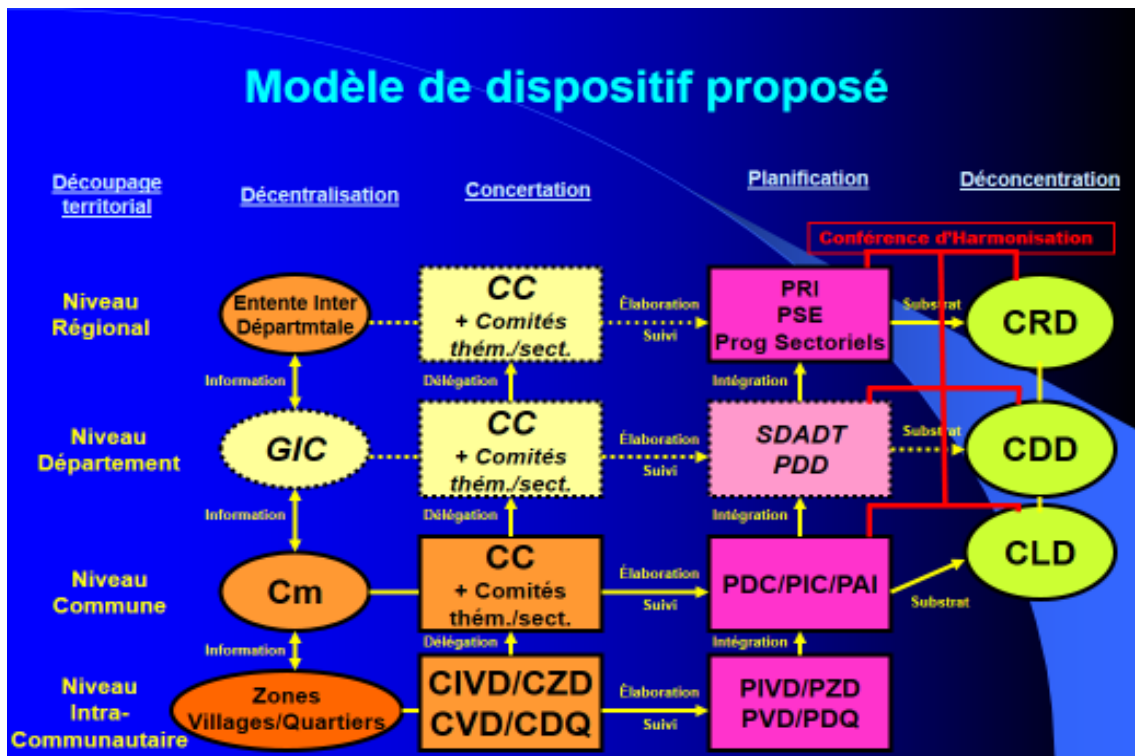 Modèle de dispositif proposé
Découpage
territorial
Décentralisation
Concertation
Planification
Déconcentration
Conférence d'Harmonisation
Niveau
Régional
Entente Inter
Départmtale
CC
+ Comités
thém./sect.
Élaboration
Suivi
PRI
PSE
Prog Sectoriels
Substrat
CRD
Information
Délégation
Intégration
Niveau
Département
GIC
CC
+ Comités
thém./sect.
Élaboration
Suivi
SDADT
PDD
Substrat
CDD
Information
Délégation
Intégration
Niveau
Commune
Cm
CC
+ Comités
thém./sect.
Élaboration
Suivi
PDC/PIC/PAI
Substrat
CLD
Information
Délégation
Intégration
Niveau
Intra-
Communautaire
Zones
Villages/Quartiers
CIVD/CZD
CVD/CDQ
Élaboration
Suivi
PIVD/PZD
PVD/PDQ